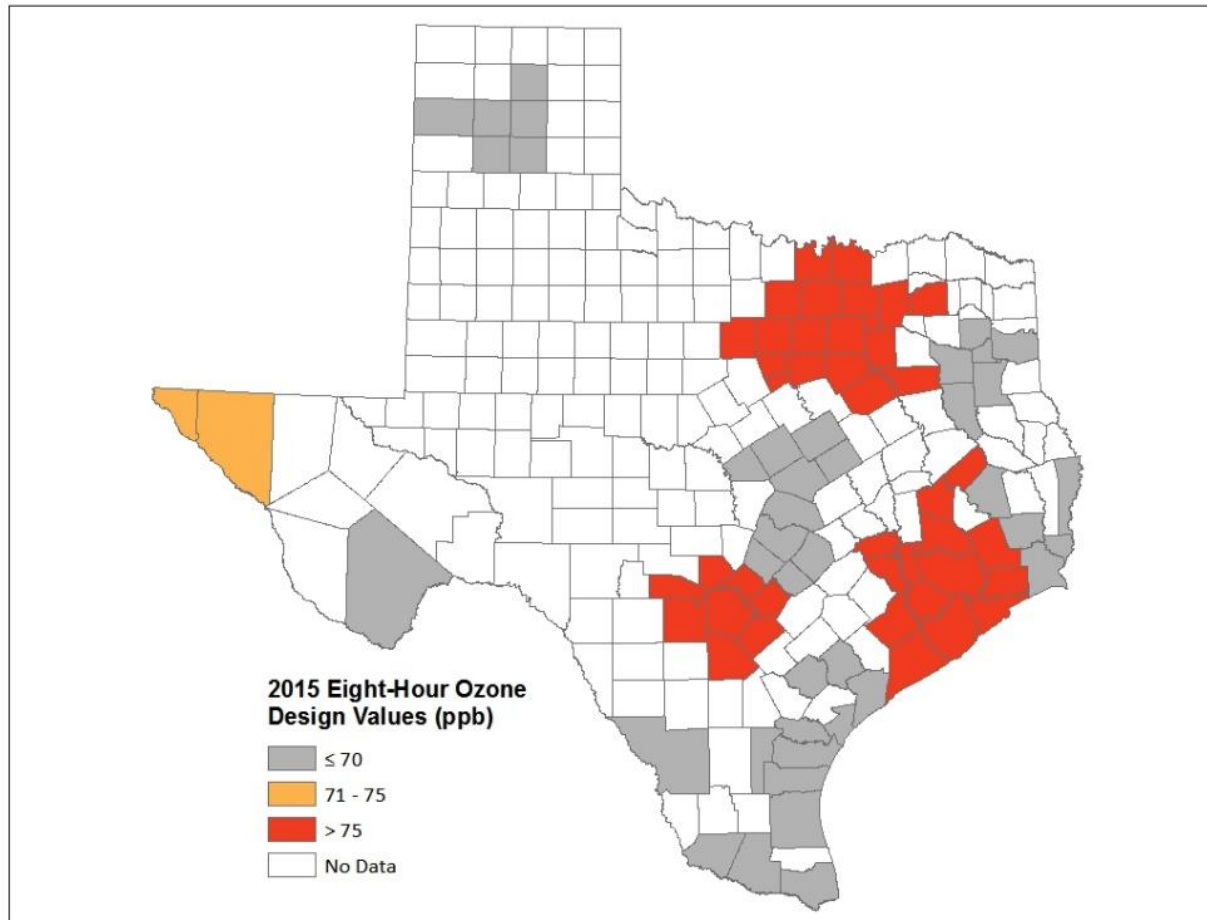 2015 Eight-Hour Ozone
Design Values (ppb)
≤ 70
71 - 75
> 75
No Data